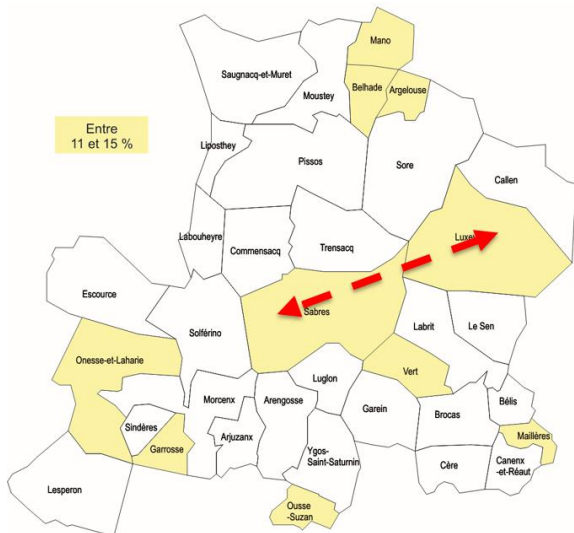 Mano
Saugnacq-et-Muret
Belhade
Argelouse
Moustey
Entre
11 et 15 %
Liposthey
Pissos
Sore
Callen
Labouheyre
Commensacq
Trensacq
Escource
Sabres
Solférino
Labrit
Le Sen
Onesse-et-Laharie
Luglon
Vert
Morcenx
Arengosse
Garein
Brocas
Bélis
Sindères
Arjuzanx
Garrosse
Maillères
Ygos-
Saint-Saturnin
Cère
Canenx
-et-Réaut
Lesperon
Ousse
-Suzan